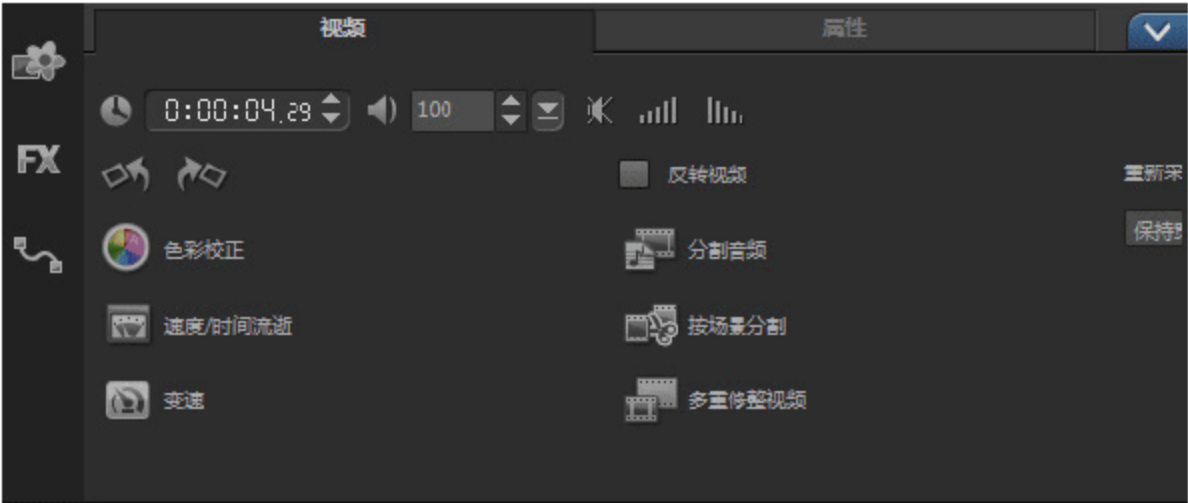 视频 属性
0:00:04.29 100
FX
反转视频 重新采
色彩校正 分割音频 保持
速度/时间流逝 按场景分割
变速 多重修整视频